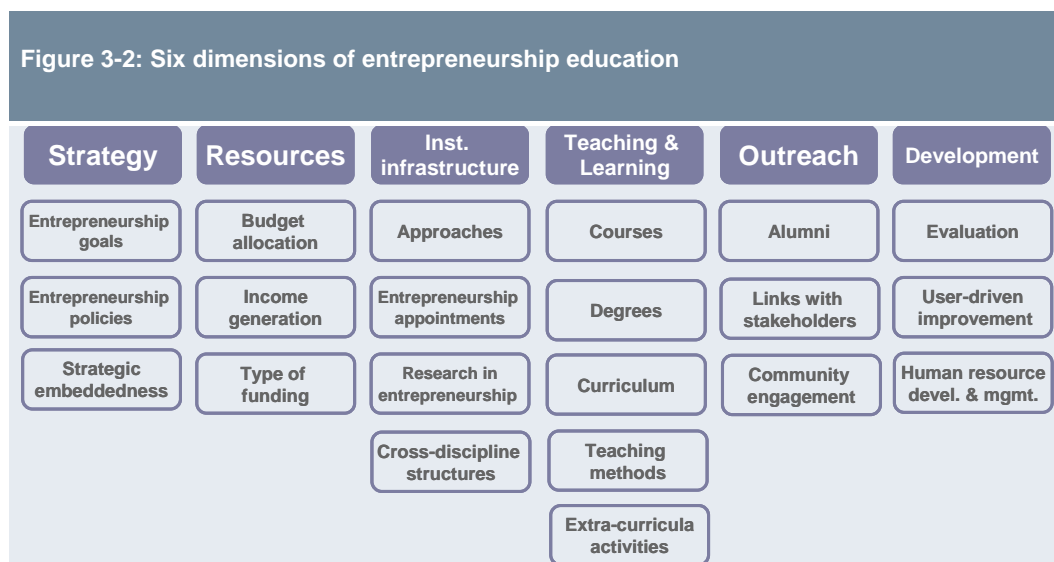 Figure 3-2: Six dimensions of entrepreneurship education
Strategy
Entrepreneurship
goals
Entrepreneurship
policies
Strategic
embeddedness
Resources
Budget
allocation
Income
generation
Type of
funding
Inst.
infrastructure
Approaches
Entrepreneurship
appointments
Research in
entrepreneurship
Cross-discipline
structures
Teaching &
Learning
Courses
Degrees
Curriculum
Teaching
methods
Extra-curricula
activities
Outreach
Alumni
Links with
stakeholders
Community
engagement
Development
Evaluation
User-driven
improvement
Human resource
devel. & mgmt.